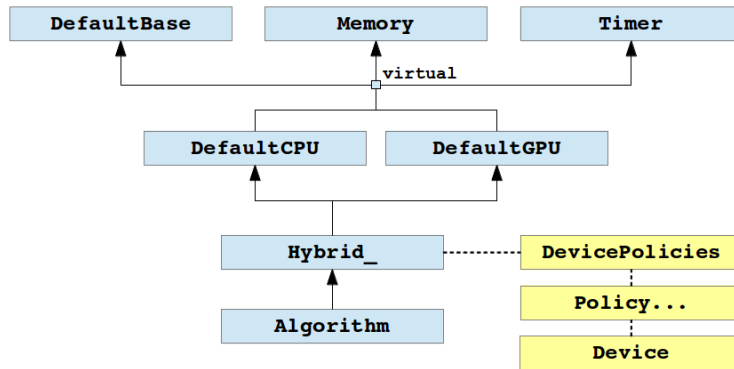 DefaultBase
Memory
Timer
virtual
DefaultCPU
DefaultGPU
Hybrid_
DevicePolicies
Policy...
Algorithm
Device